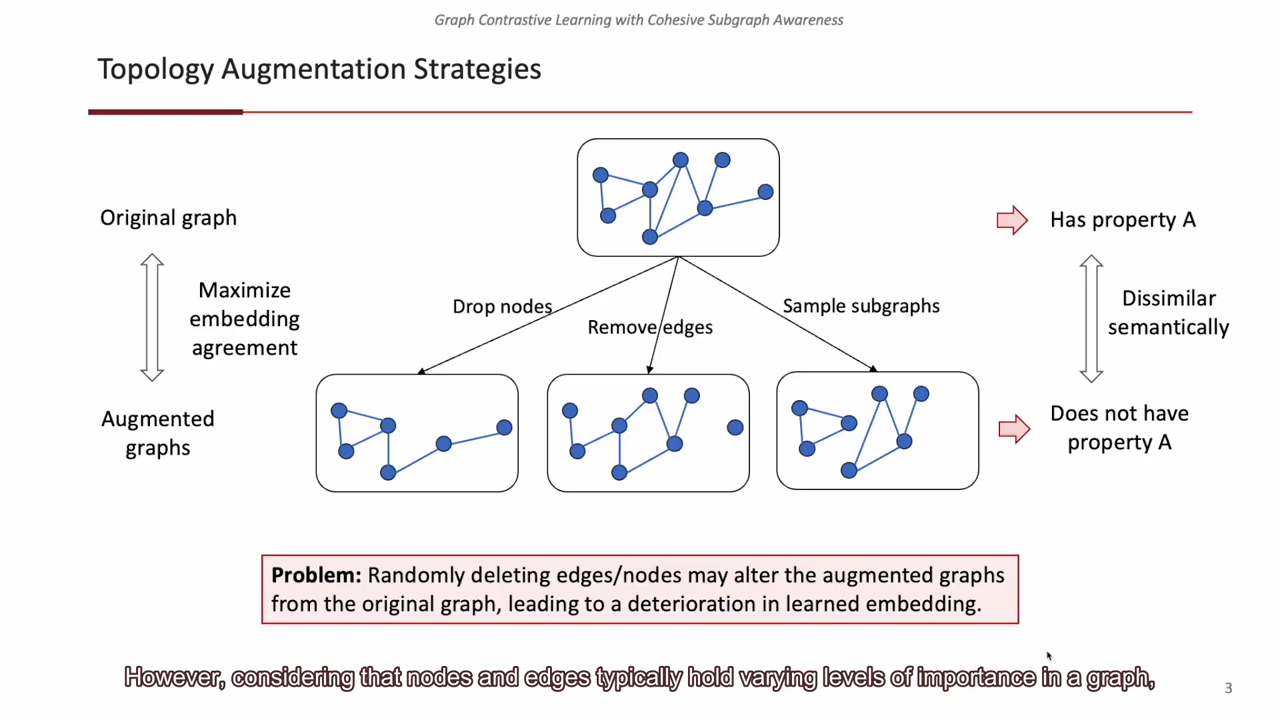 Graph Contrastive Learning with Cohesive Subgraph Awareness
Topology Augmentation Strategies
Original graph
Has property A
Maximize
embedding
agreement
Drop nodes
Remove edges
Sample subgraphs
Dissimilar
semantically
Augmented
graphs
Does not have
property A
Problem: Randomly deleting edges/nodes may alter the augmented graphs
from the original graph, leading to a deterioration in learned embedding.
However, considering that nodes and edges typically hold varying levels of importance in a graph,
3